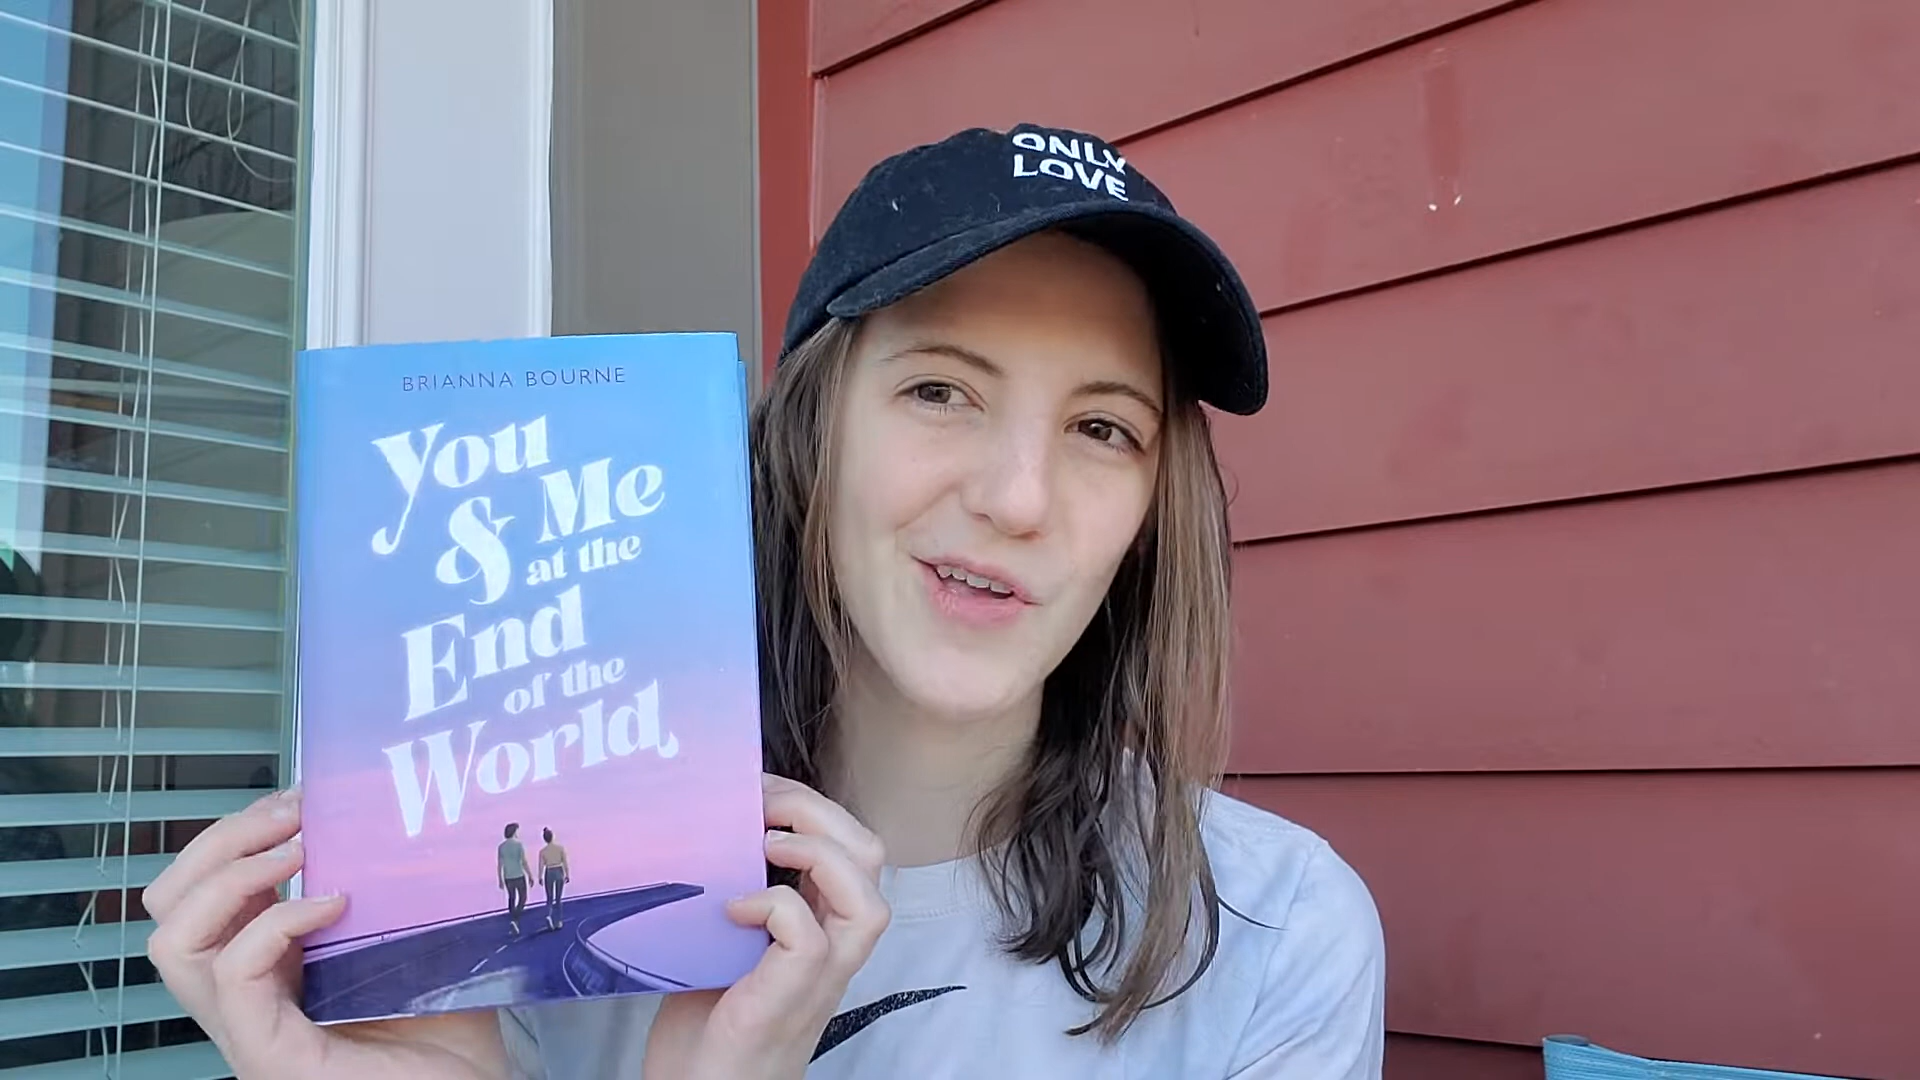 ONLY
LOVE
BRIANNA BOURNE
you
& Me
at the
End
of the
World